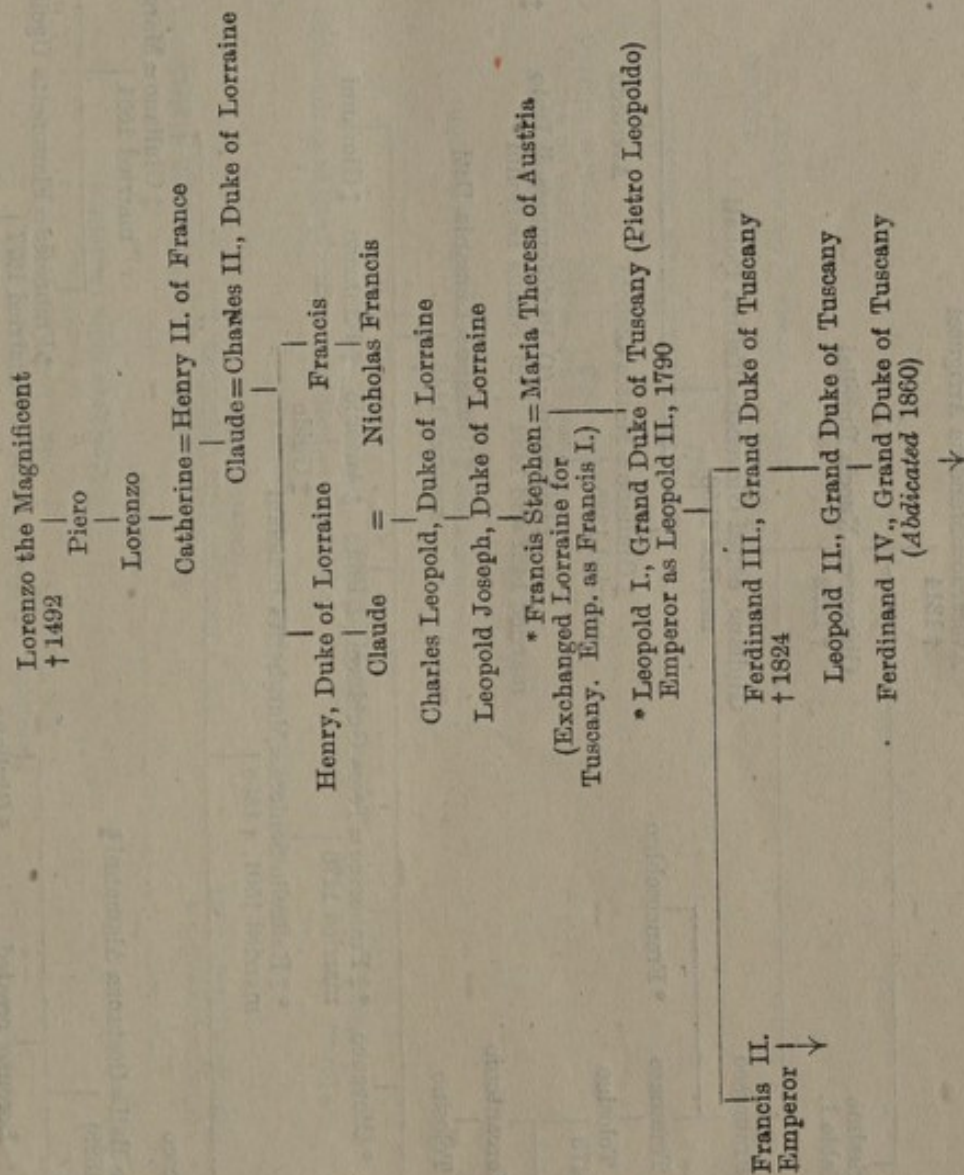 Lorenzo the Magnificent
† 1492
Piero
Lorenzo
Catherine=Henry II. of France
Claude=Charles II., Duke of Lorraine
Henry, Duke of Lorraine Francis
Claude = Nicholas Francis
Charles Leopold, Duke of Lorraine
Leopold Joseph, Duke of Lorraine
* Francis Stephen=Maria Theresa of Austria
(Exchanged Lorraine for
Tuscany. Emp. as Francis I.)
* Leopold I., Grand Duke of Tuscany (Pietro Leopoldo)
Emperor as Leopold II., 1790
Francis II.
Emperor
Ferdinand III., Grand Duke of Tuscany
† 1824
Leopold II., Grand Duke of Tuscany
Ferdinand IV., Grand Duke of Tuscany
(Abdicated 1860)